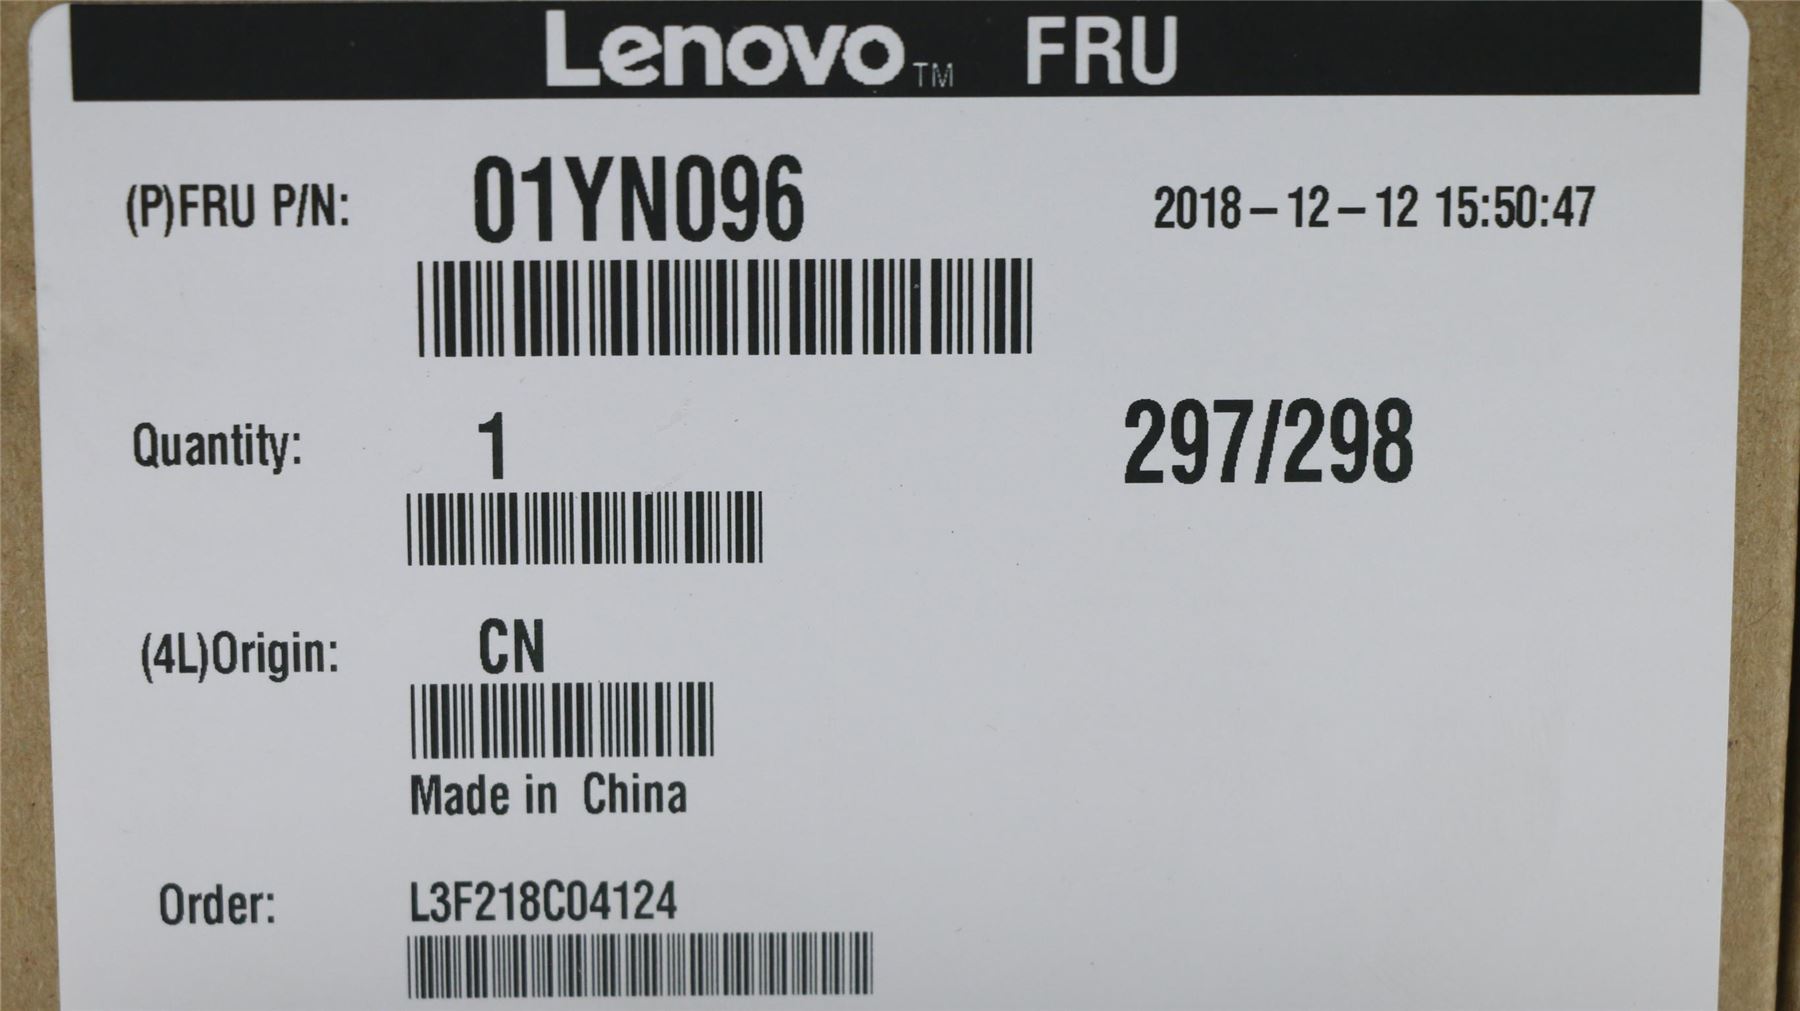 Lenovo™ FRU
(P)FRU P/N: 01YN096 2018-12-12 15:50:47
Quantity: 1 297/298
(4L)Origin: CN
Made in China
Order: L3F218C04124